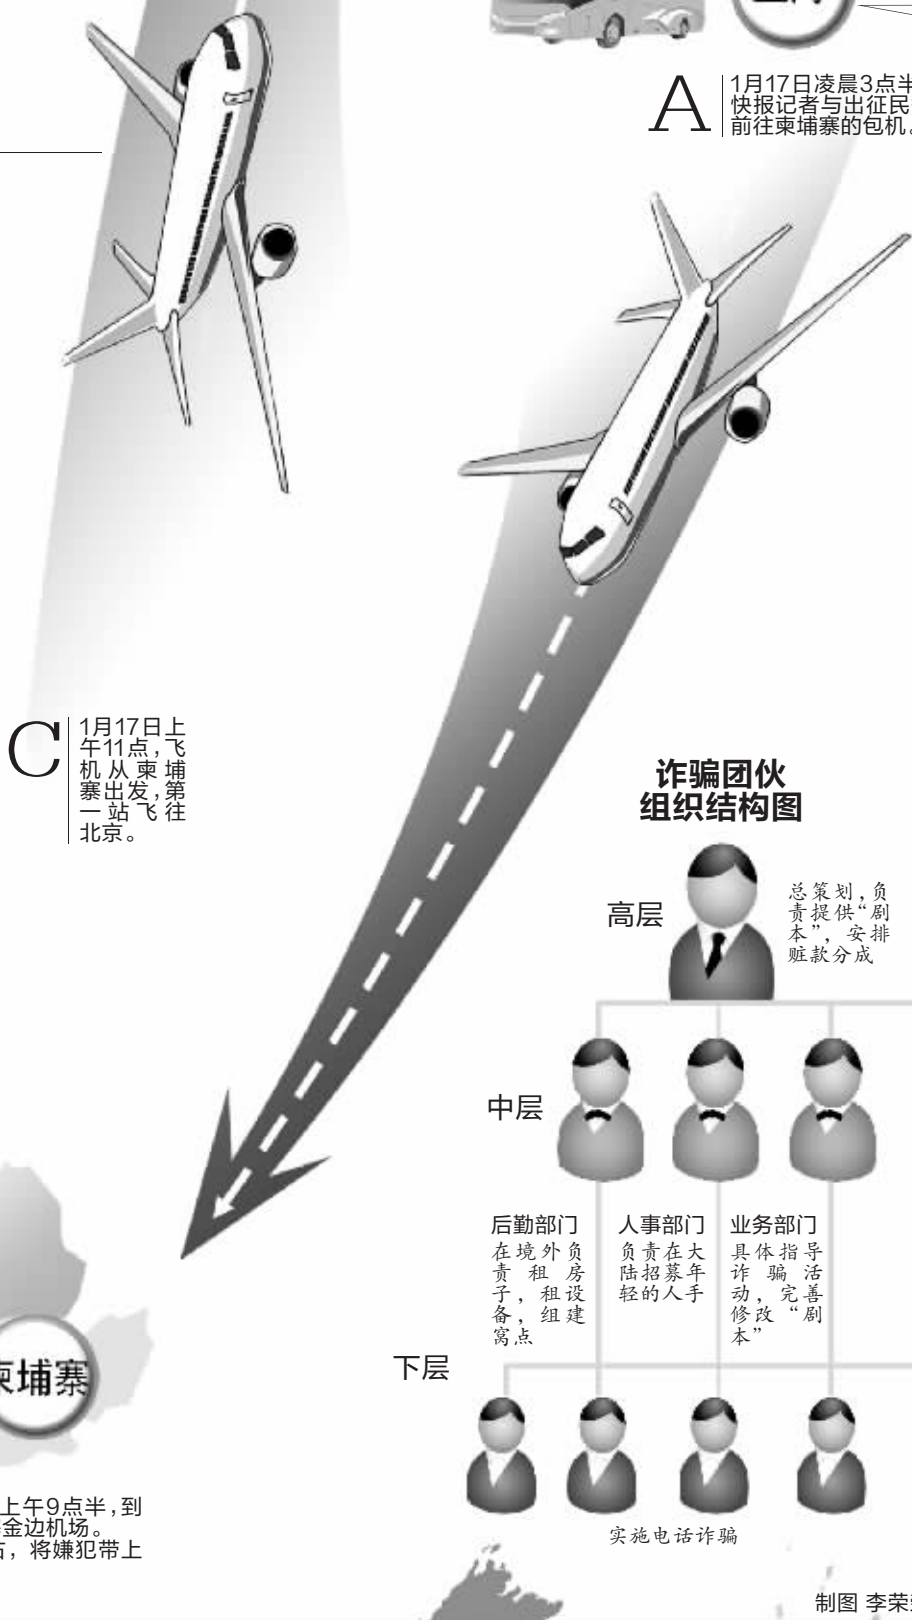 A
1月17日凌晨3点半
快报记者与出征民
前往柬埔寨的包机。
C
1月17日上
午11点,飞
机从柬埔
寨出发,第
一站飞往
北京。
诈骗团伙
组织结构图
高层
总策划,负
责提供“剧
本”,安排
赃款分成
中层
后勤部门
在境外负
责租房
子,租设
备,组建
窝点
人事部门
负责在大
陆招募年
轻的人手
业务部门
具体指导
诈骗活
动,完善
修改“剧
本”
下层
实施电话诈骗
柬埔寨
上午9点半,到
金边机场。
右,将嫌犯带上
制图 李荣